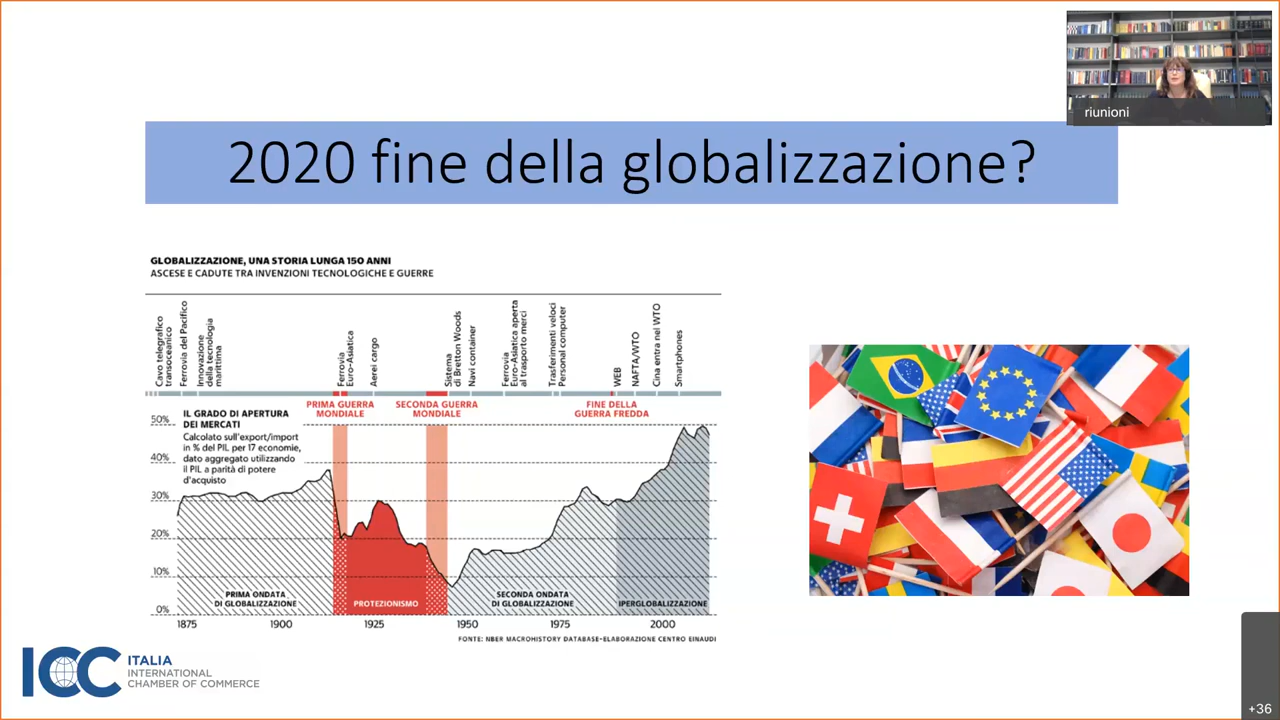 riunioni
2020 fine della globalizzazione?
GLOBALIZZAZIONE, UNA STORIA LUNGA 150 ANNI
ASCESE E CADUTE TRA INVENZIONI TECNOLOGICHE E GUERRE
Cavo telegrafico
transoceanico
Ferrovia del Pacifico
Innovazione
della tecnologia
marittima
Ferrovia
Euro-Asiatica
Aerei cargo
Sistema
di Bretton Woods
Navi container
Ferrovia
Euro-Asiatica aperta
al trasporto merci
Trasferimenti veloci
Personal computer
WEB
NAFTA/WTO
Cina entra nel WTO
Smartphones
PRIMA GUERRA
MONDIALE
SECONDA GUERRA
MONDIALE
FINE DELLA
GUERRA FREDDA
IL GRADO DI APERTURA
DEI MERCATI
Calcolato sull'export/import
in % del PIL per 17 economie,
dato aggregato utilizzando
il PIL a parità di potere
d'acquisto
50%
40%
30%
20%
10%
0%
PRIMA ONDATA
DI GLOBALIZZAZIONE
PROTEZIONISMO
SECONDA ONDATA
DI GLOBALIZZAZIONE
IPERGLOBALIZZAZIONE
1875 1900 1925 1950 1975 2000
FONTE: NBER MACROHISTORY DATABASE-ELABORAZIONE CENTRO EINAUDI
ICC ITALIA
INTERNATIONAL
CHAMBER OF COMMERCE
+36